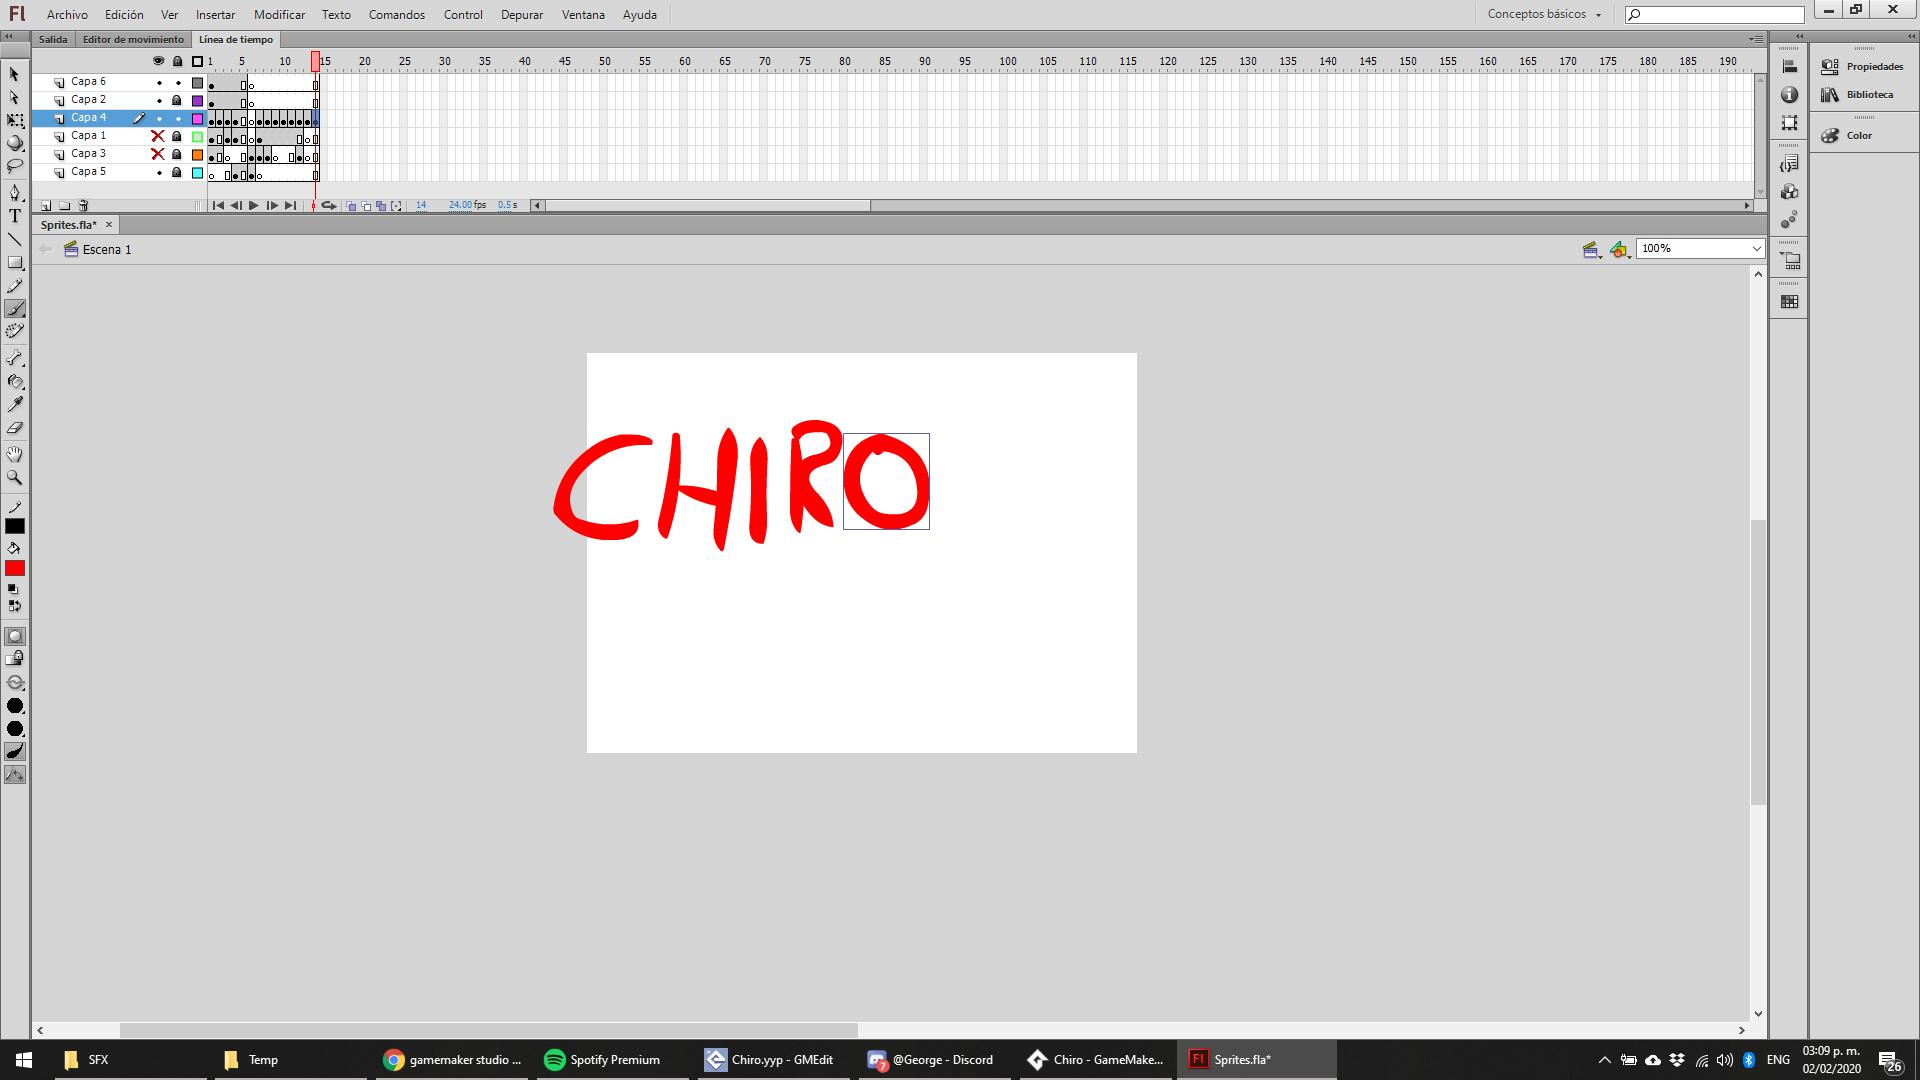 Fl Archivo Edición Ver Insertar Modificar Texto Comandos Control Depurar Ventana Ayuda Conceptos básicos
Salida Editor de movimiento Línea de tiempo
1 5 10 15 20 25 30 35 40 45 50 55 60 65 70 75 80 85 90 95 100 105 110 115 120 125 130 135 140 145 150 155 160 165 170 175 180 185 190
Capa 6
Capa 2
Capa 4
Capa 1
Capa 3
Capa 5
14 24.00 fps 0.5 s
Propiedades
Biblioteca
Color
T
Sprites.fla* ×
Escena 1
100%
CHIRO
SFX Temp gamemaker studio ... Spotify Premium Chiro.yyp - GMEdit 7 @George - Discord Chiro - GameMake... Fl Sprites.fla* ENG 03:09 p. m. 26
02/02/2020